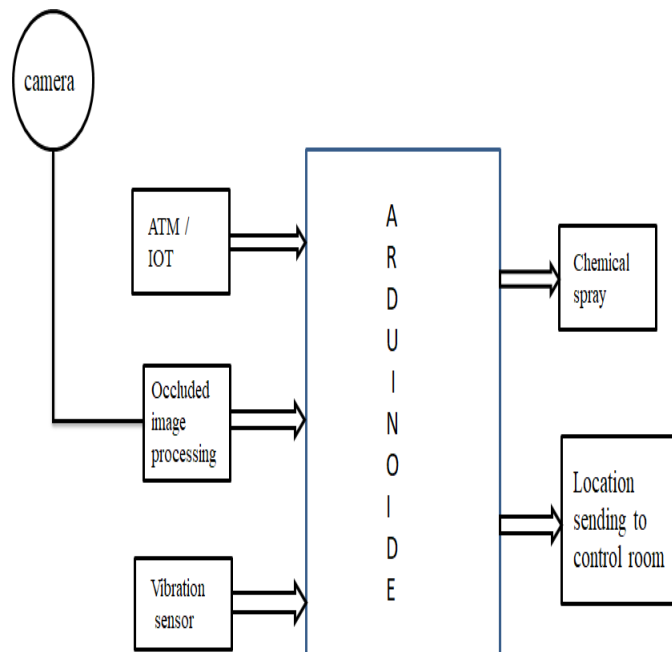 camera
ATM /
IOT
Occluded
image
processing
Vibration
sensor
A
R
D
U
I
N
O
I
D
E
Chemical
spray
Location
sending to
control room